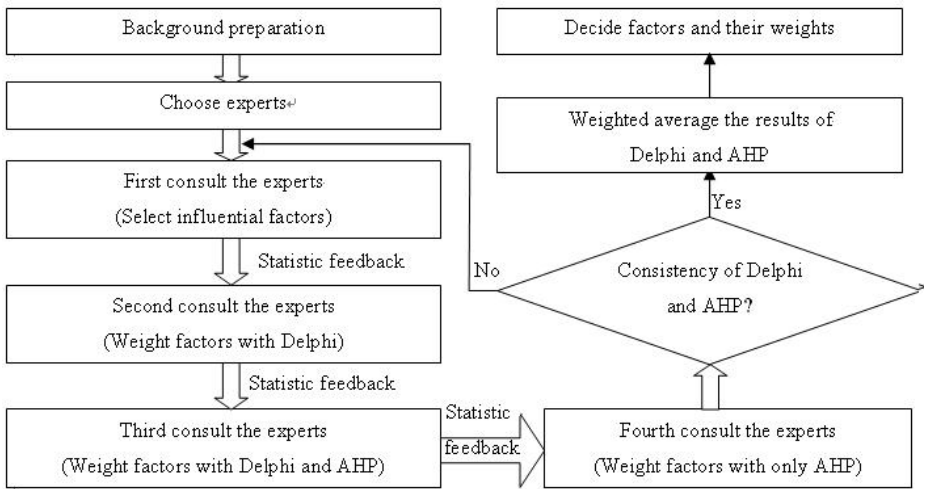 Background preparation
Choose experts↵
First consult the experts
(Select influential factors)
Statistic feedback
Second consult the experts
(Weight factors with Delphi)
Statistic feedback
Third consult the experts
(Weight factors with Delphi and AHP)
Statistic
feedback
Fourth consult the experts
(Weight factors with only AHP)
Consistency of Delphi
and AHP?
No
Yes
Weighted average the results of
Delphi and AHP
Decide factors and their weights